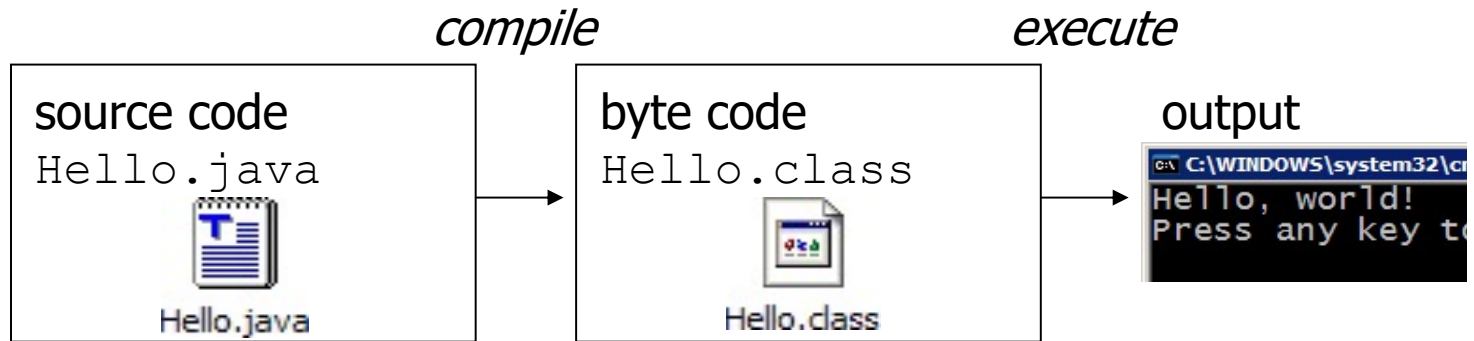 compile
execute
source code
Hello.java
Hello.java
byte code
Hello.class
Hello.class
output
C:\WINDOWS\system32\
Hello, world!
Press any key